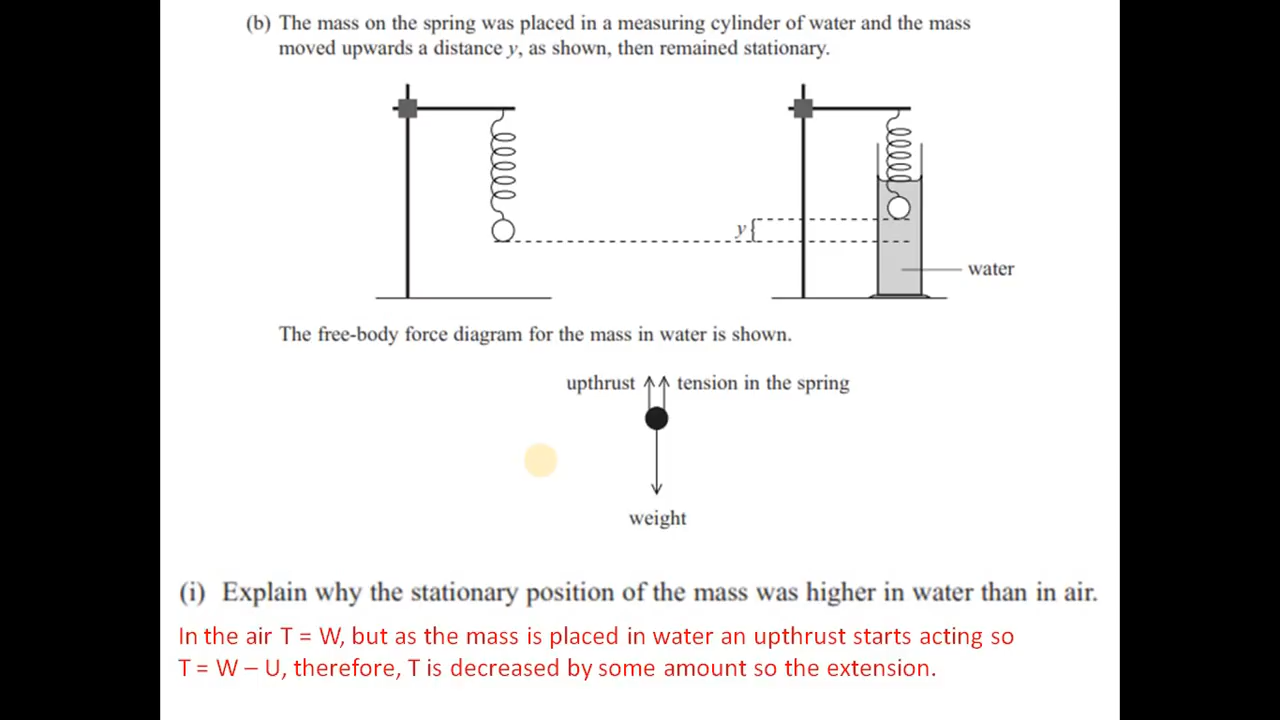 (b) The mass on the spring was placed in a measuring cylinder of water and the mass
moved upwards a distance y, as shown, then remained stationary.
y
water
The free-body force diagram for the mass in water is shown.
upthrust tension in the spring
weight
(i) Explain why the stationary position of the mass was higher in water than in air.
In the air T = W, but as the mass is placed in water an upthrust starts acting so
T = W – U, therefore, T is decreased by some amount so the extension.